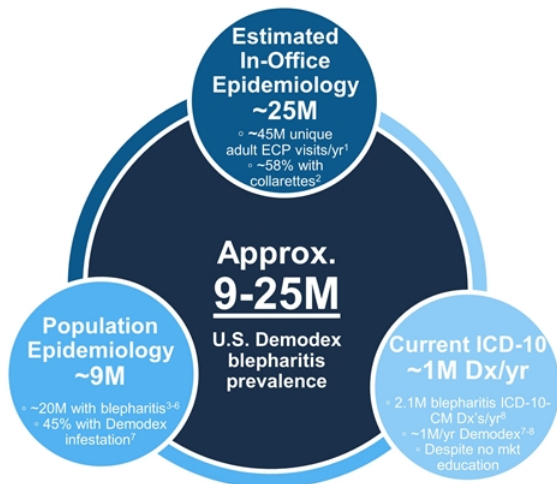 Estimated
In-Office
Epidemiology
~25M
◦ ~45M unique
adult ECP visits/yr¹
◦ ~58% with
collarettes²
Approx.
9-25M
U.S. Demodex
blepharitis
prevalence
Population
Epidemiology
~9M
◦ ~20M with blepharitis³⁻⁶
◦ 45% with Demodex
infestation⁷
Current ICD-10
~1M Dx/yr
◦ 2.1M blepharitis ICD-10-
CM Dx's/yr⁸
◦ ~1M/yr Demodex⁷⁻⁸
◦ Despite no mkt
education